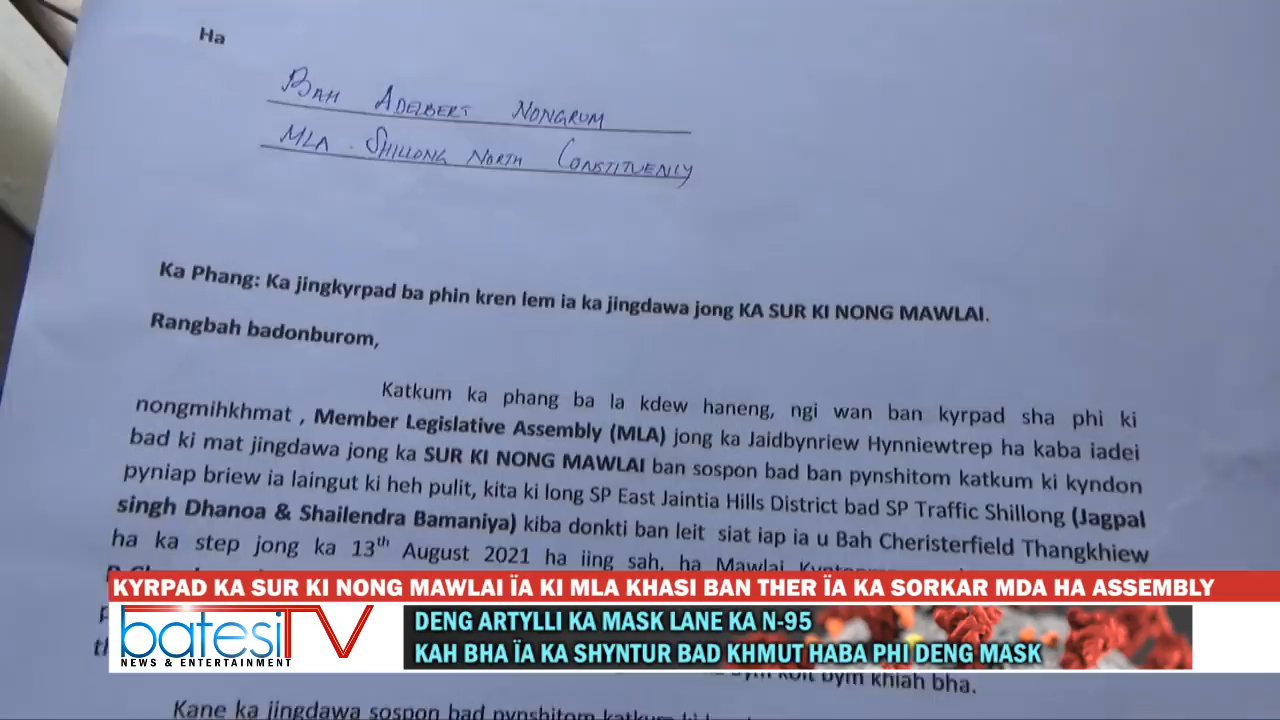 Ha
BAH ADELBERT NONGRUM
MLA. SHILLONG NORTH CONSTITUENCY
Ka Phang: Ka jingkyrpad ba phin kren lem ia ka jingdawa jong KA SUR KI NONG MAWLAI.
Rangbah badonburom,
Katkum ka phang ba la kdew haneng, ngi wan ban kyrpad sha phi ki
nongmihkhmat , Member Legislative Assembly (MLA) jong ka Jaidbynriew Hynniewtrep ha kaba iadei
bad ki mat jingdawa jong ka SUR KI NONG MAWLAI ban sospon bad ban pynshitom katkum ki kyndon
pyniap briew ia laingut ki heh pulit, kita ki long SP East Jaintia Hills District bad SP Traffic Shillong (Jagpal
singh Dhanoa & Shailendra Bamaniya) kiba donkti ban leit siat iap ia u Bah Cheristerfield Thangkhiew
ha ka step jong ka 13th August 2021 ha iing sah, ha Mawlai
KYRPAD KA SUR KI NONG MAWLAI ÏA KI MLA KHASI BAN THER ÏA KA SORKAR MDA HA ASSEMBLY
batesi TV
NEWS & ENTERTAINMENT
DENG ARTYLLI KA MASK LANE KA N-95
KAH BHA ÏA KA SHYNTUR BAD KHMUT HABA PHI DENG MASK
bym khiah bha.
Kane ka jingdawa sospon bad pynshitom